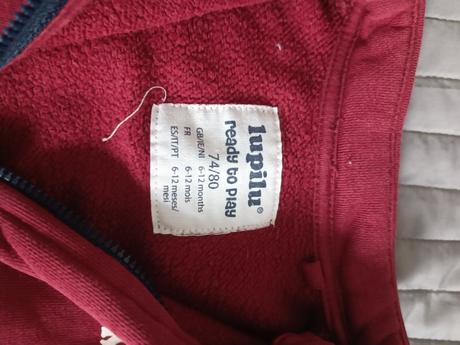 lupilu®
ready to play
74/80
GB/IE/NI 6-12 months
FR 6-12 mois
ES/IT/PT 6-12 meses/
mesi